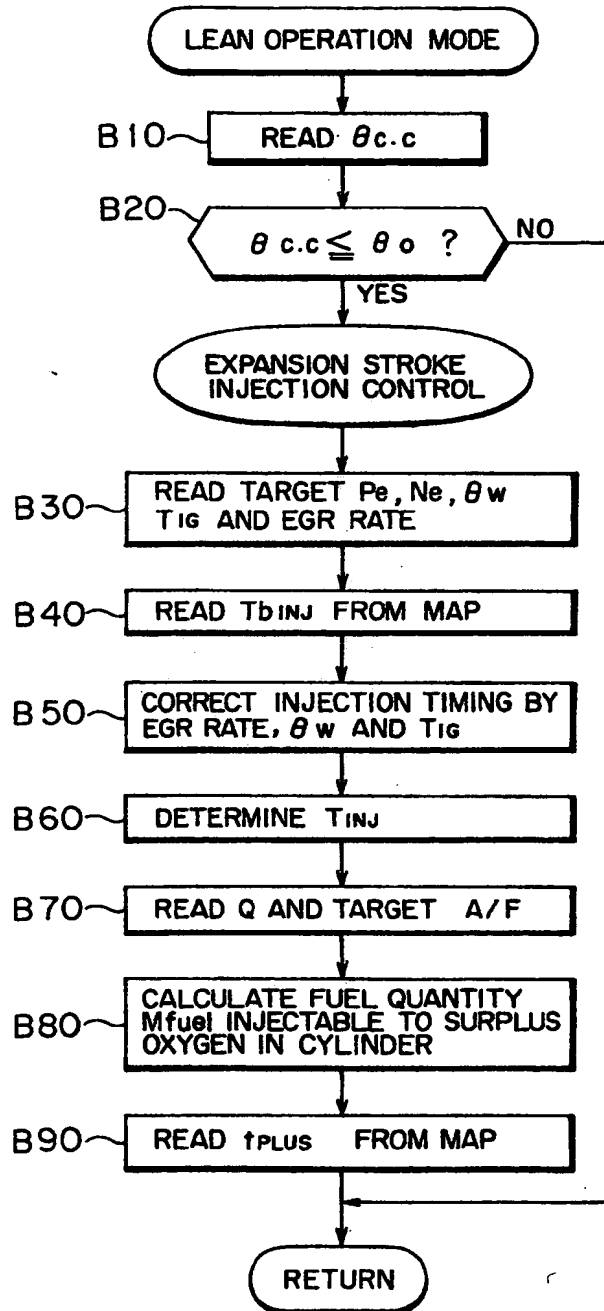 LEAN OPERATION MODE
B10
READ θc.c
B20
θc.c ≦ θo ?
NO
YES
EXPANSION STROKE
INJECTION CONTROL
B30
READ TARGET Pe, Ne, θw
TIG AND EGR RATE
B40
READ TbINJ FROM MAP
B50
CORRECT INJECTION TIMING BY
EGR RATE, θw AND TIG
B60
DETERMINE TINJ
B70
READ Q AND TARGET A/F
B80
CALCULATE FUEL QUANTITY
Mfuel INJECTABLE TO SURPLUS
OXYGEN IN CYLINDER
B90
READ tPLUS FROM MAP
RETURN